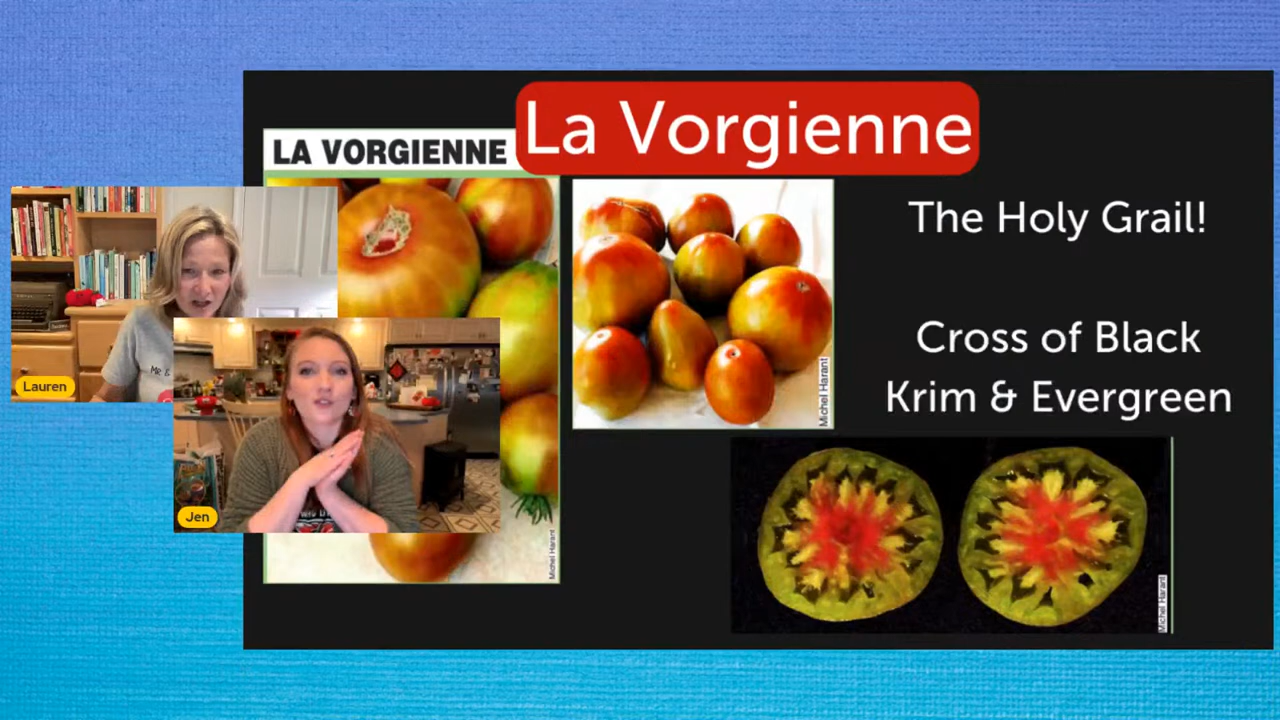 La Vorgienne
LA VORGIENNE
The Holy Grail!
Cross of Black
Krim & Evergreen
Lauren
Jen
Michel Harant
Michel Harant
Michel Harant